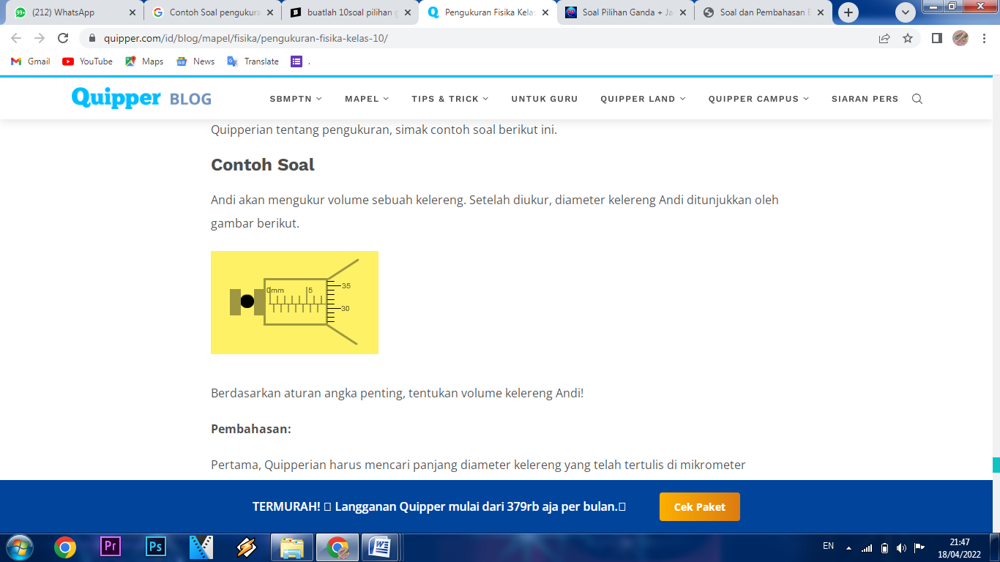 (212) WhatsApp
Contoh Soal pengukura
buatlah 10soal pilihan g
Pengukuran Fisika Kelas
Soal Pilihan Ganda + Ja
Soal dan Pembahasan E
quipper.com/id/blog/mapel/fisika/pengukuran-fisika-kelas-10/
Gmail YouTube Maps News Translate .
Quipper BLOG SBMPTN MAPEL TIPS & TRICK UNTUK GURU QUIPPER LAND QUIPPER CAMPUS SIARAN PERS
Quipperian tentang pengukuran, simak contoh soal berikut ini.
Contoh Soal
Andi akan mengukur volume sebuah kelereng. Setelah diukur, diameter kelereng Andi ditunjukkan oleh
gambar berikut.
0mm 5 35
30
Berdasarkan aturan angka penting, tentukan volume kelereng Andi!
Pembahasan:
Pertama, Quipperian harus mencari panjang diameter kelereng yang telah tertulis di mikrometer
TERMURAH! Langganan Quipper mulai dari 379rb aja per bulan.
Cek Paket
Pr Ps W EN 21:47
18/04/2022